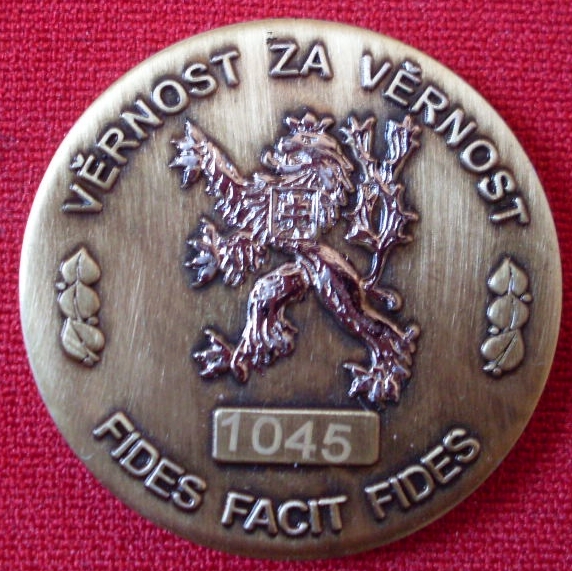 VĚRNOST ZA VĚRNOST
1045
FIDES FACIT FIDES